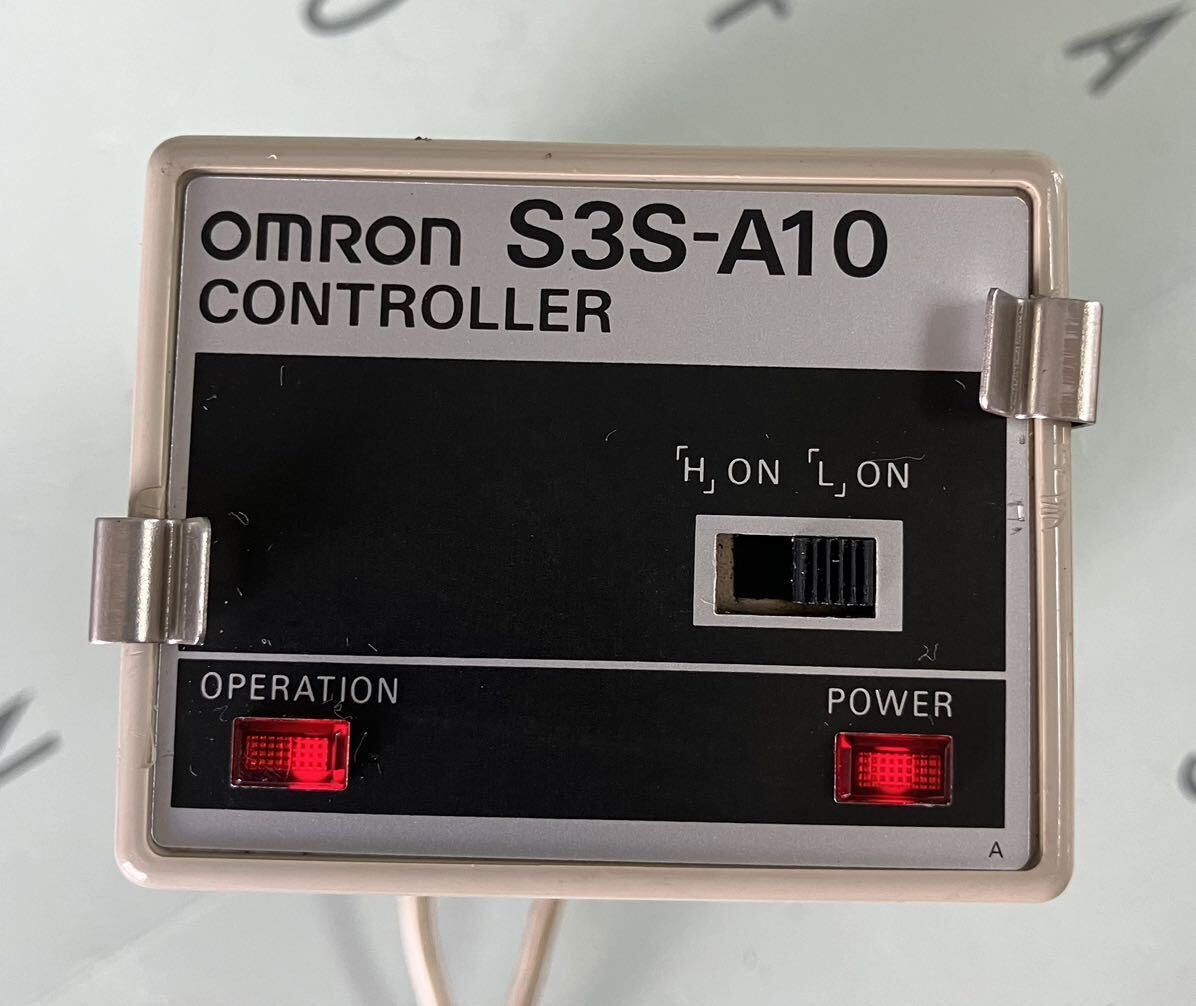 OMRON S3S-A10
CONTROLLER
「H」ON 「L」ON
OPERATION POWER
A